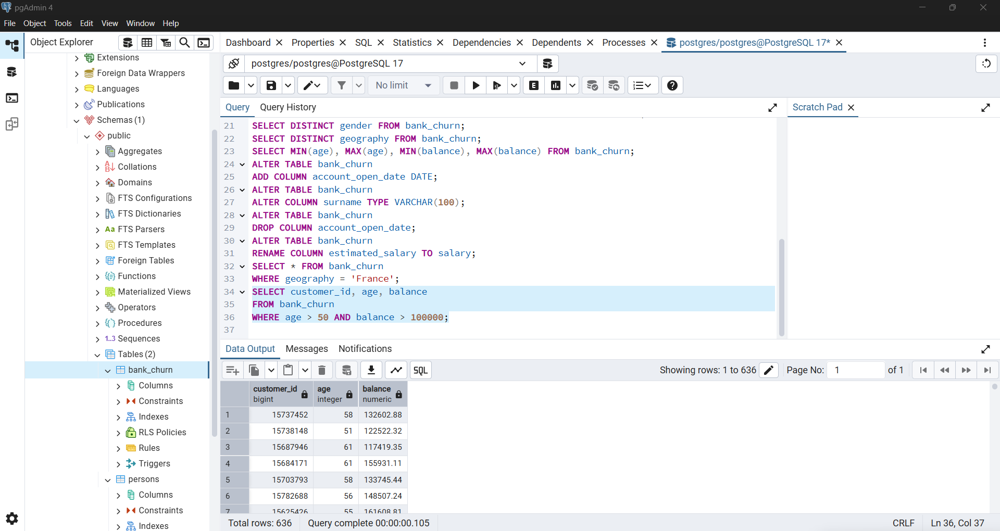 pgAdmin 4
File Object Tools Edit View Window Help
Object Explorer
Dashboard Properties SQL Statistics Dependencies Dependents Processes postgres/postgres@PostgreSQL 17*
Extensions
Foreign Data Wrappers
Languages
Publications
Schemas (1)
public
Aggregates
Collations
Domains
FTS Configurations
FTS Dictionaries
Aa FTS Parsers
FTS Templates
Foreign Tables
Functions
Materialized Views
Operators
Procedures
1..3 Sequences
Tables (2)
bank_churn
Columns
Constraints
Indexes
RLS Policies
Rules
Triggers
persons
Columns
Constraints
Indexes
postgres/postgres@PostgreSQL 17
No limit
E
Query Query History
Scratch Pad
21 SELECT DISTINCT gender FROM bank_churn;
22 SELECT DISTINCT geography FROM bank_churn;
23 SELECT MIN(age), MAX(age), MIN(balance), MAX(balance) FROM bank_churn;
24 ALTER TABLE bank_churn
25 ADD COLUMN account_open_date DATE;
26 ALTER TABLE bank_churn
27 ALTER COLUMN surname TYPE VARCHAR(100);
28 ALTER TABLE bank_churn
29 DROP COLUMN account_open_date;
30 ALTER TABLE bank_churn
31 RENAME COLUMN estimated_salary TO salary;
32 SELECT * FROM bank_churn
33 WHERE geography = 'France';
34 SELECT customer_id, age, balance
35 FROM bank_churn
36 WHERE age > 50 AND balance > 100000;
37
Data Output Messages Notifications
SQL
Showing rows: 1 to 636 Page No: 1 of 1
customer_id age balance
bigint integer numeric
1 15737452 58 132602.88
2 15738148 51 122522.32
3 15687946 61 117419.35
4 15684171 61 155931.11
5 15703793 58 133745.44
6 15782688 56 148507.24
7 15625426 55 161608.81
Total rows: 636 Query complete 00:00:00.105 CRLF Ln 36, Col 37